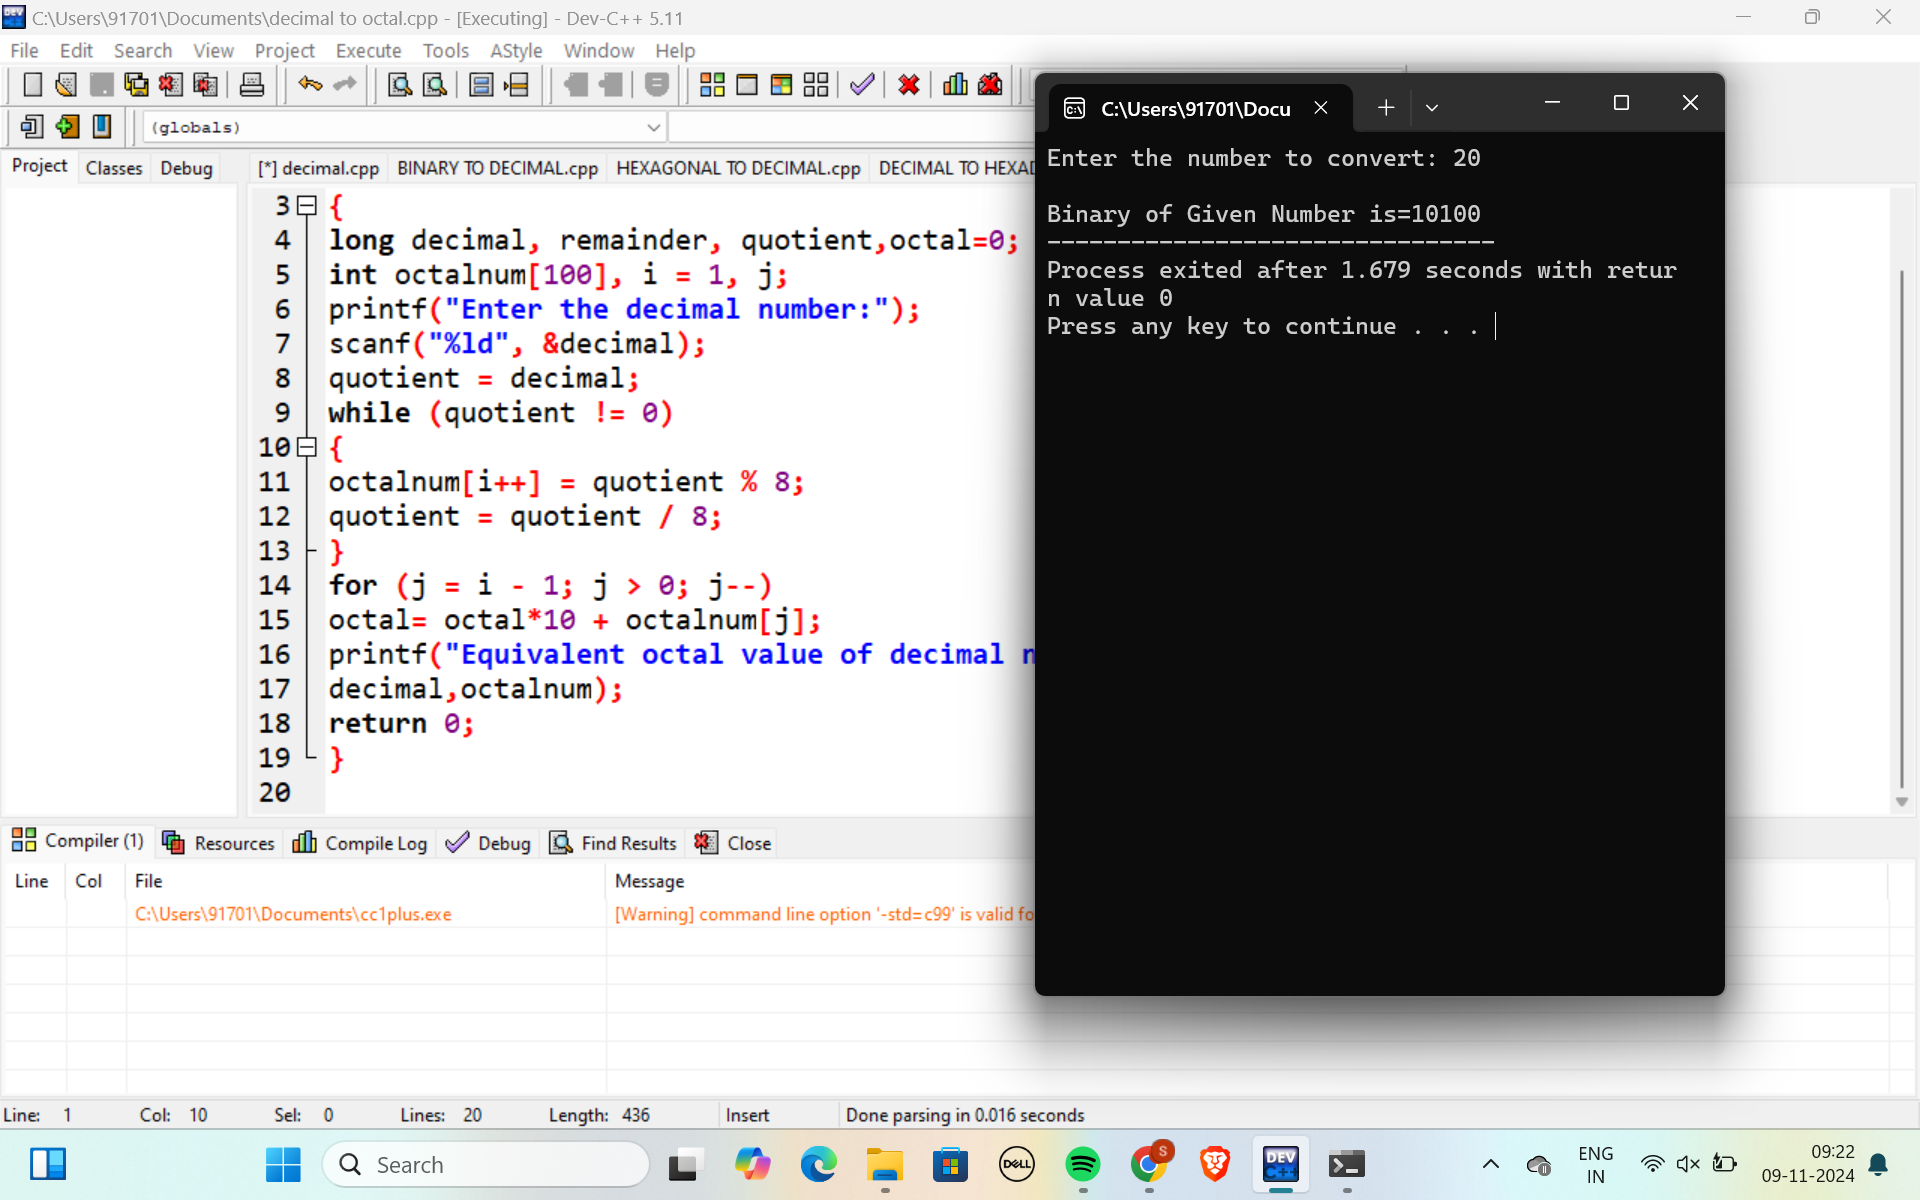 C:\Users\91701\Documents\decimal to octal.cpp - [Executing] - Dev-C++ 5.11
File Edit Search View Project Execute Tools AStyle Window Help
(globals)
Project Classes Debug
[*] decimal.cpp BINARY TO DECIMAL.cpp HEXAGONAL TO DECIMAL.cpp DECIMAL TO HEXAD
3 {
4 long decimal, remainder, quotient,octal=0;
5 int octalnum[100], i = 1, j;
6 printf("Enter the decimal number:");
7 scanf("%ld", &decimal);
8 quotient = decimal;
9 while (quotient != 0)
10 {
11 octalnum[i++] = quotient % 8;
12 quotient = quotient / 8;
13 }
14 for (j = i - 1; j > 0; j--)
15 octal= octal*10 + octalnum[j];
16 printf("Equivalent octal value of decimal n
17 decimal,octalnum);
18 return 0;
19 }
20
C:\Users\91701\Docu
Enter the number to convert: 20
Binary of Given Number is=10100
--------------------------------
Process exited after 1.679 seconds with retur
n value 0
Press any key to continue . . .
Compiler (1) Resources Compile Log Debug Find Results Close
Line Col File Message
C:\Users\91701\Documents\cc1plus.exe [Warning] command line option '-std=c99' is valid fo
Line: 1 Col: 10 Sel: 0 Lines: 20 Length: 436 Insert Done parsing in 0.016 seconds
Search
DELL
S
DEV
C++
ENG
IN
09:22
09-11-2024